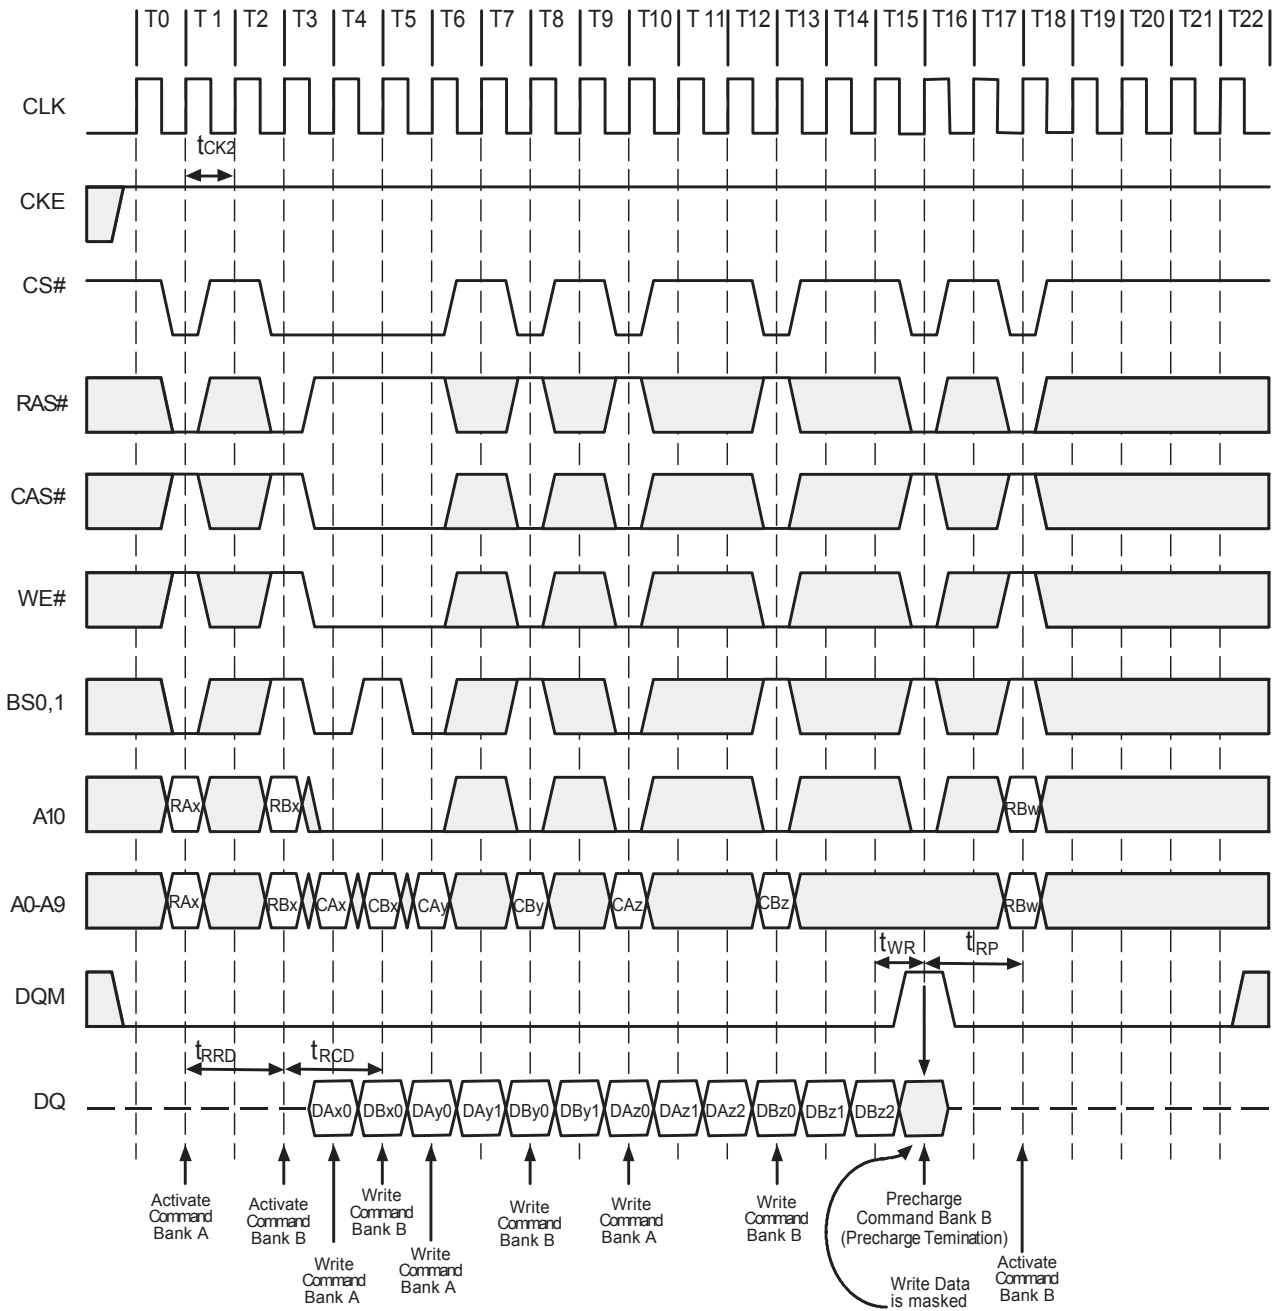 T0 T 1 T2 T3 T4 T5 T6 T7 T8 T9 T10 T 11 T12 T13 T14 T15 T16 T17 T18 T19 T20 T21 T22
CLK
tCK2
CKE
CS#
RAS#
CAS#
WE#
BS0,1
A10
RAx RBx RBw
A0-A9
RAx RBx CAx CBx CAy CBy CAz CBz RBw
tWR tRP
DQM
tRRD tRCD
DQ
DAx0 DBx0 DAy0 DAy1 DBy0 DBy1 DAz0 DAz1 DAz2 DBz0 DBz1 DBz2
Activate
Command
Bank A
Activate
Command
Bank B
Write
Command
Bank A
Write
Command
Bank B
Write
Command
Bank A
Write
Command
Bank B
Write
Command
Bank A
Write
Command
Bank B
Precharge
Command Bank B
(Precharge Temination)
Write Data
is masked
Activate
Command
Bank B